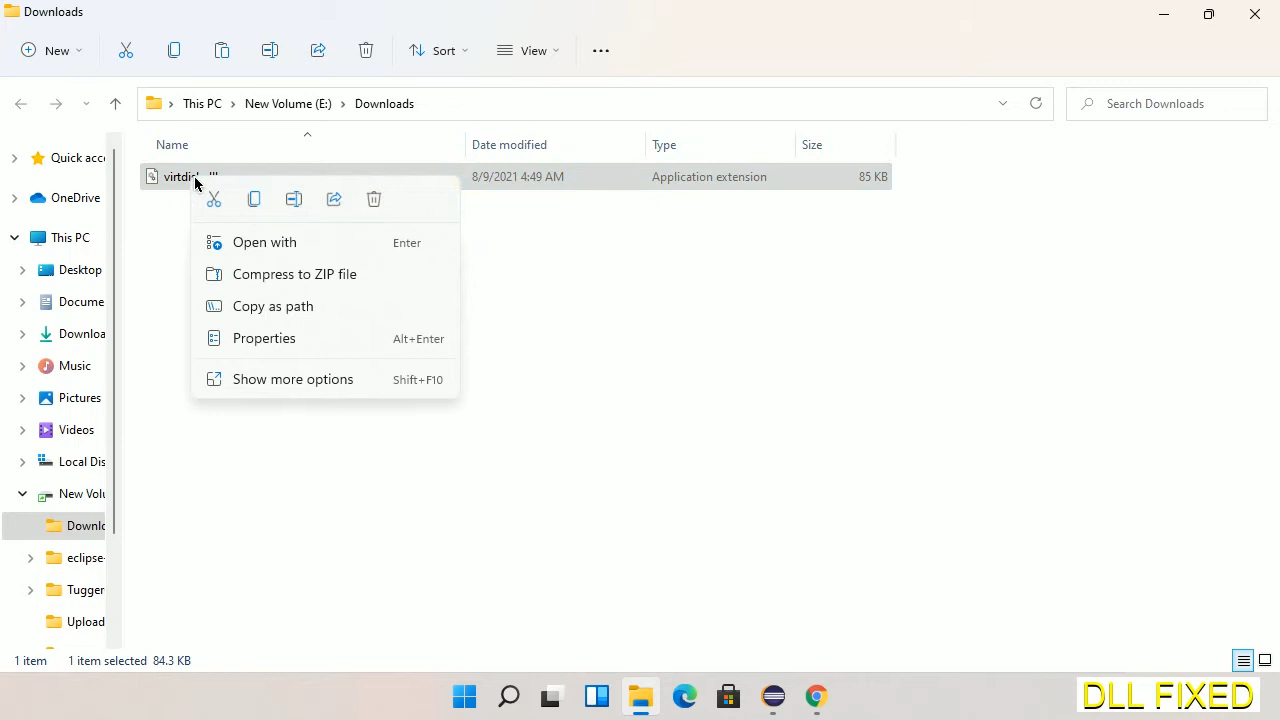 Downloads
New
Sort
View
This PC
New Volume (E:)
Downloads
Search Downloads
Name
Date modified
Type
Size
8/9/2021 4:49 AM
Application extension
85 KB
Open with
Enter
Compress to ZIP file
Copy as path
Properties
Alt+Enter
Show more options
Shift+F10
Quick acc
OneDrive
This PC
Desktop
Docume
Downloa
Music
Pictures
Videos
Local Dis
New Volu
Downlo
eclipse-
Tugger
Upload
1 item
1 item selected 84.3 KB
DLL FIXED